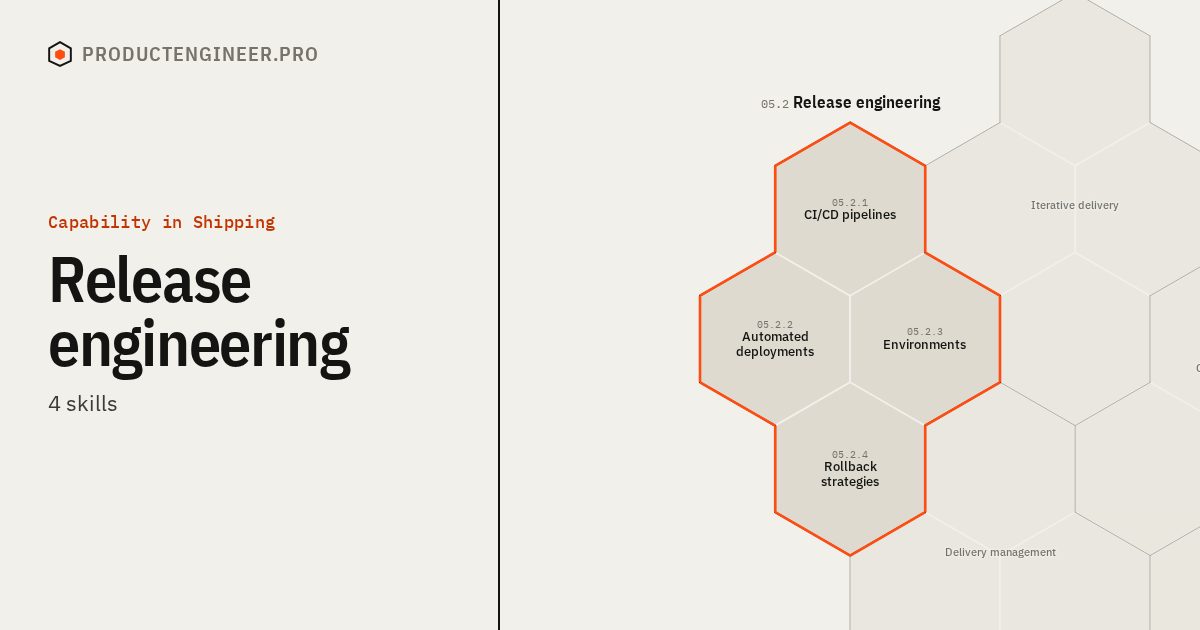 PRODUCTENGINEER.PRO
Capability in Shipping
Release
engineering
4 skills
05.2 Release engineering
05.2.1
CI/CD pipelines
Iterative delivery
05.2.2
Automated
deployments
05.2.3
Environments
05.2.4
Rollback
strategies
Delivery management